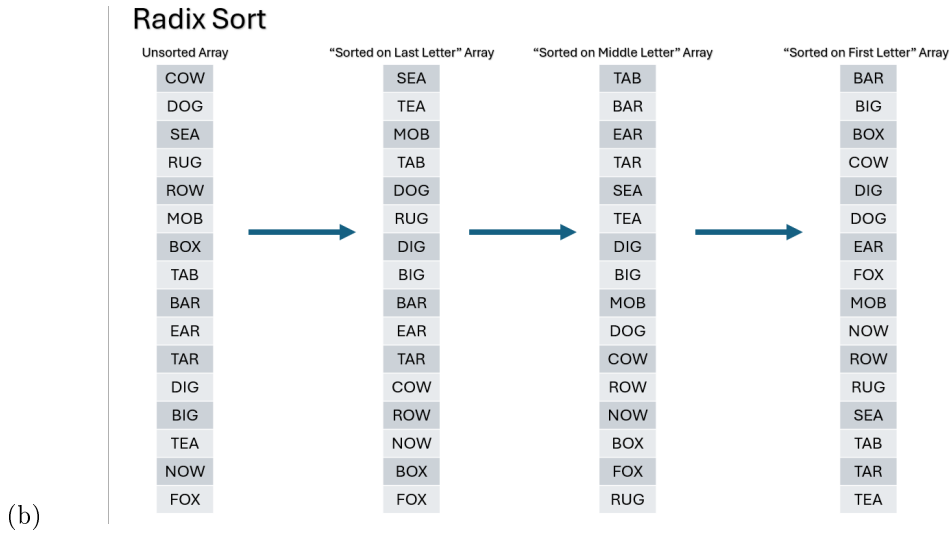 Radix Sort
Unsorted Array “Sorted on Last Letter” Array “Sorted on Middle Letter” Array “Sorted on First Letter” Array
COW SEA TAB BAR
DOG TEA BAR BIG
SEA MOB EAR BOX
RUG TAB TAR COW
ROW DOG SEA DIG
MOB RUG TEA DOG
BOX DIG DIG EAR
TAB BIG BIG FOX
BAR BAR MOB MOB
EAR EAR DOG NOW
TAR TAR COW ROW
DIG COW ROW RUG
BIG ROW NOW SEA
TEA NOW BOX TAB
NOW BOX FOX TAR
FOX FOX RUG TEA
(b)